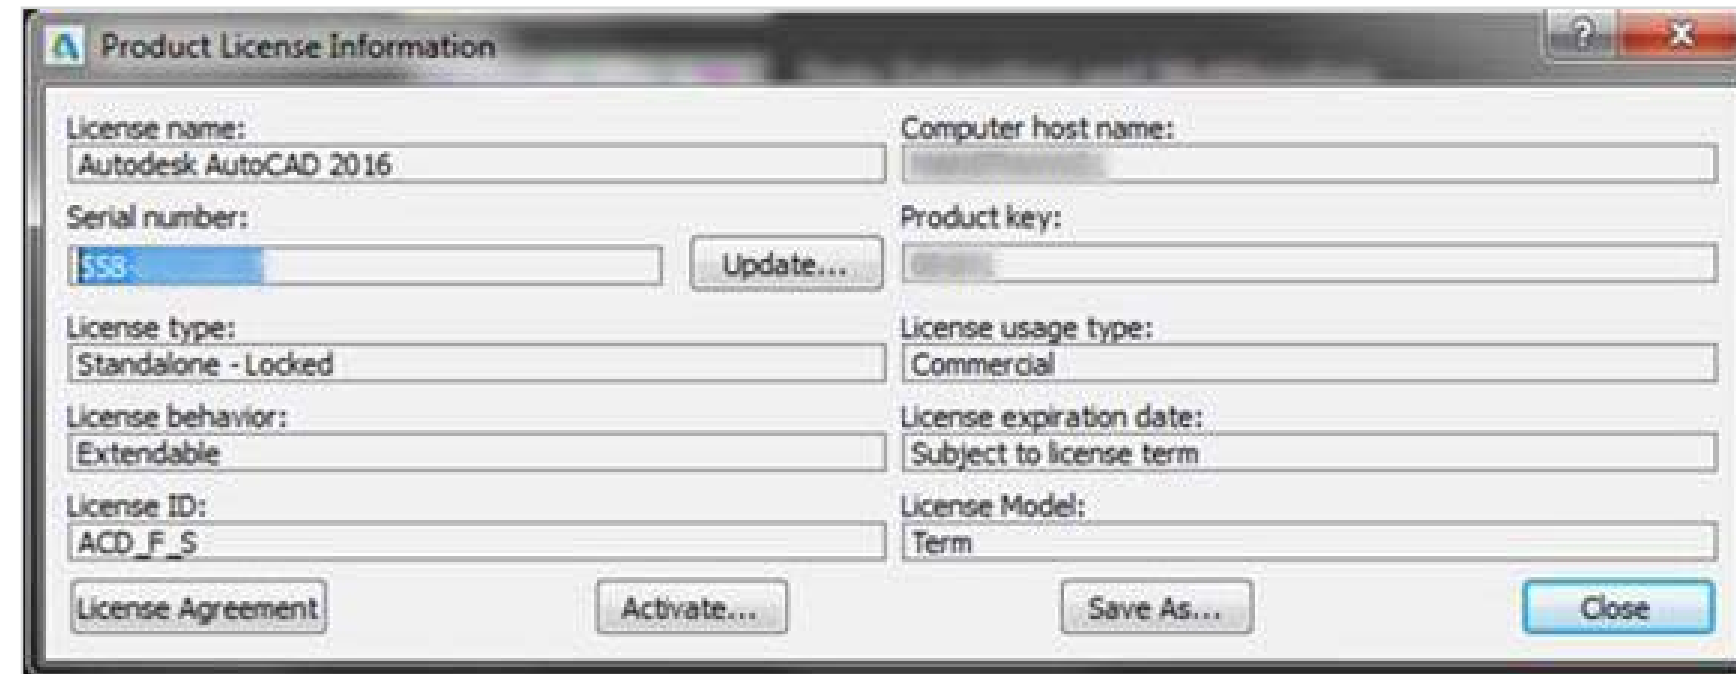 Product License Information
License name:
Autodesk AutoCAD 2016
Computer host name:
Serial number:
558-
Update...
Product key:
License type:
Standalone - Locked
License usage type:
Commercial
License behavior:
Extendable
License expiration date:
Subject to license term
License ID:
ACD_F_S
License Model:
Term
License Agreement
Activate...
Save As...
Close